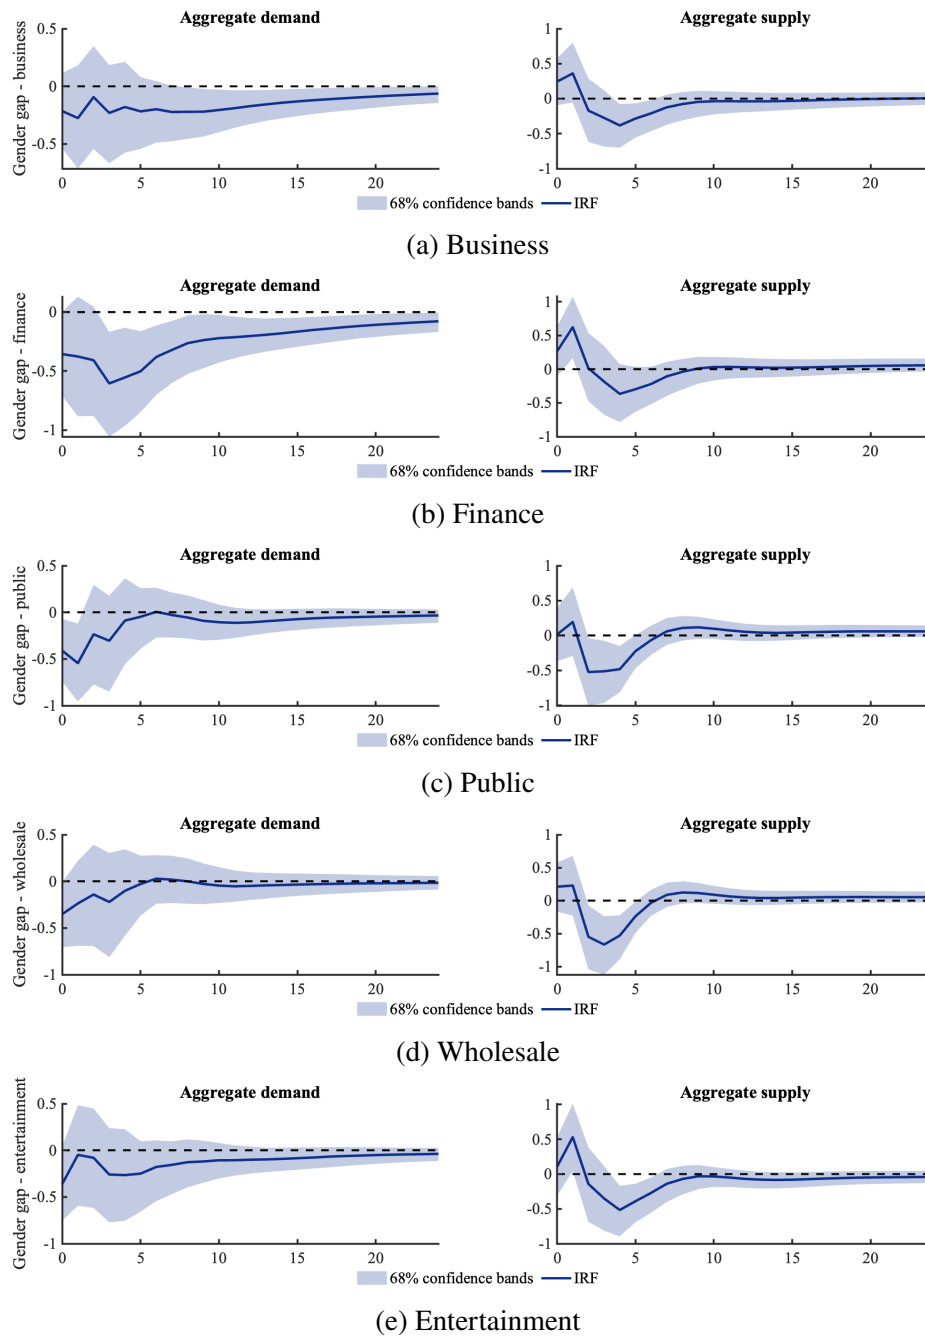 Aggregate demand
Aggregate supply
Gender gap - business
0.5
0
-0.5
0 5 10 15 20
1
0.5
0
-0.5
-1
0 5 10 15 20
68% confidence bands IRF
(a) Business
Aggregate demand
Aggregate supply
Gender gap - finance
0
-0.5
-1
0 5 10 15 20
1
0.5
0
-0.5
-1
0 5 10 15 20
68% confidence bands IRF
(b) Finance
Aggregate demand
Aggregate supply
Gender gap - public
0.5
0
-0.5
-1
0 5 10 15 20
1
0.5
0
-0.5
-1
0 5 10 15 20
68% confidence bands IRF
(c) Public
Aggregate demand
Aggregate supply
Gender gap - wholesale
0.5
0
-0.5
-1
0 5 10 15 20
1
0.5
0
-0.5
-1
0 5 10 15 20
68% confidence bands IRF
(d) Wholesale
Aggregate demand
Aggregate supply
Gender gap - entertainment
0.5
0
-0.5
-1
0 5 10 15 20
1
0.5
0
-0.5
-1
0 5 10 15 20
68% confidence bands IRF
(e) Entertainment